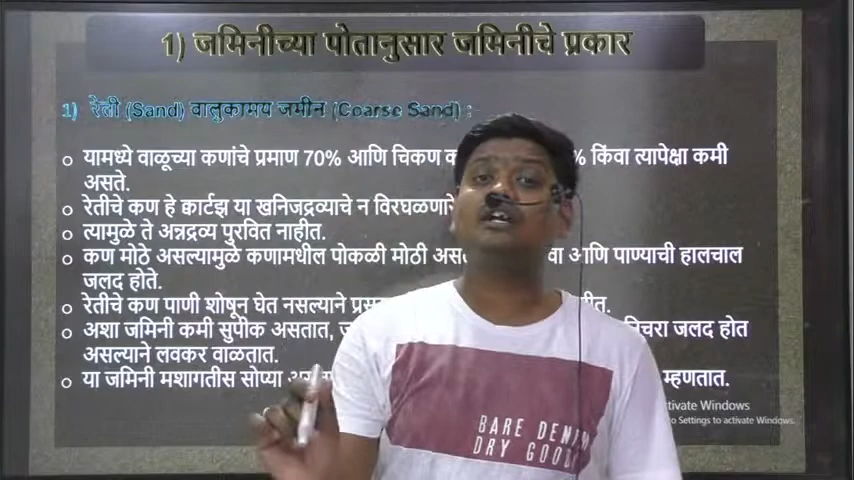 1) जमिनीच्या पोतानुसार जमिनीचे प्रकार
1) रेती (Sand) वालुकामय जमीन (Coarse Sand) :-
यामध्ये वाळूच्या कणांचे प्रमाण 70% आणि चिकण % किंवा त्यापेक्षा कमी
असते.
रेतीचे कण हे क्वार्टझ या खनिजद्रव्याचे न विरघळणारे
त्यामुळे ते अन्नद्रव्य पुरवित नाहीत.
कण मोठे असल्यामुळे कणामधील पोकळी मोठी आणि पाण्याची हालचाल
जलद होते.
रेतीचे कण पाणी शोषून घेत नसल्याने
अशा जमिनी कमी सुपीक असतात, निचरा जलद होत
असल्याने लवकर वाळतात.
या जमिनी मशागतीस सोप्या म्हणतात.
Activate Windows
Go to Settings to activate Windows.
BARE DENIM
DRY GOODS